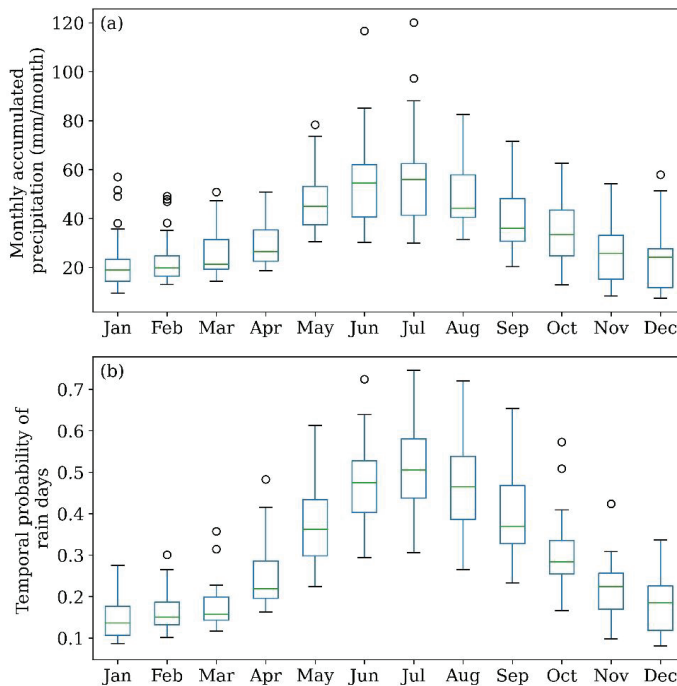 (a)
Monthly accumulated
precipitation (mm/month)
120
100
80
60
40
20
Jan Feb Mar Apr May Jun Jul Aug Sep Oct Nov Dec
(b)
Temporal probability of
rain days
0.7
0.6
0.5
0.4
0.3
0.2
0.1
Jan Feb Mar Apr May Jun Jul Aug Sep Oct Nov Dec